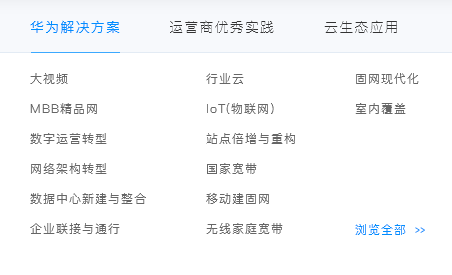 华为解决方案 运营商优秀实践 云生态应用
大视频 行业云 固网现代化
MBB精品网 IoT(物联网) 室内覆盖
数字运营转型 站点倍增与重构
网络架构转型 国家宽带
数据中心新建与整合 移动建固网
企业联接与通行 无线家庭宽带 浏览全部 >>